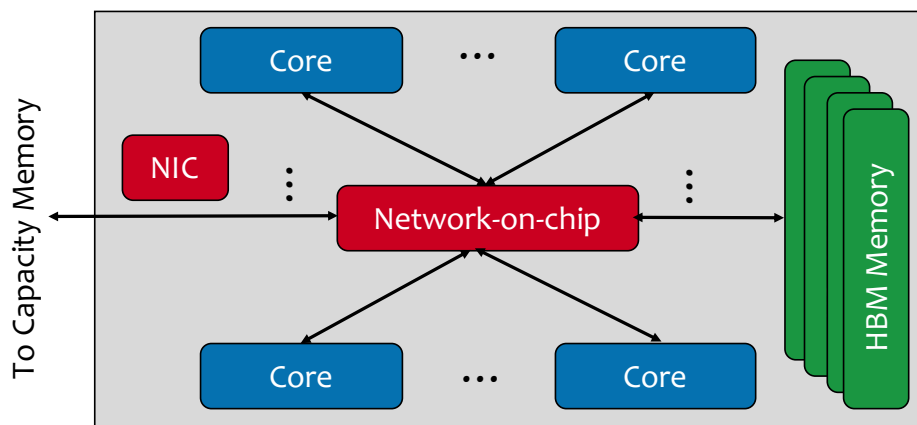 Core
...
Core
To Capacity Memory
NIC
...
...
Network-on-chip
HBM Memory
Core
...
Core